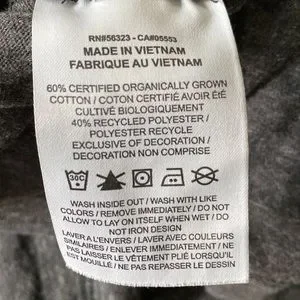 RN#56323 - CA#05553
MADE IN VIETNAM
FABRIQUE AU VIETNAM
60% CERTIFIED ORGANICALLY GROWN
COTTON / COTON CERTIFIÉ AVOIR ÉTÉ
CULTIVÉ BIOLOGIQUEMENT
40% RECYCLED POLYESTER /
POLYESTER RECYCLE
EXCLUSIVE OF DECORATION /
DECORATION NON COMPRISE
30C
WASH INSIDE OUT / WASH WITH LIKE
COLORS / REMOVE IMMEDIATELY / DO NOT
ALLOW TO LAY ON ITSELF WHEN WET / DO
NOT IRON DESIGN
LAVER A L'ENVERS / LAVER AVEC COULEURS
SIMILAIRES / ENLEVER IMMÉDIATEMENT / NE
PAS LAISSER LE VÊTEMENT PLIÉ LORSQU'IL
EST MOUILLÉ / NE PAS REPASSER LE DESSIN